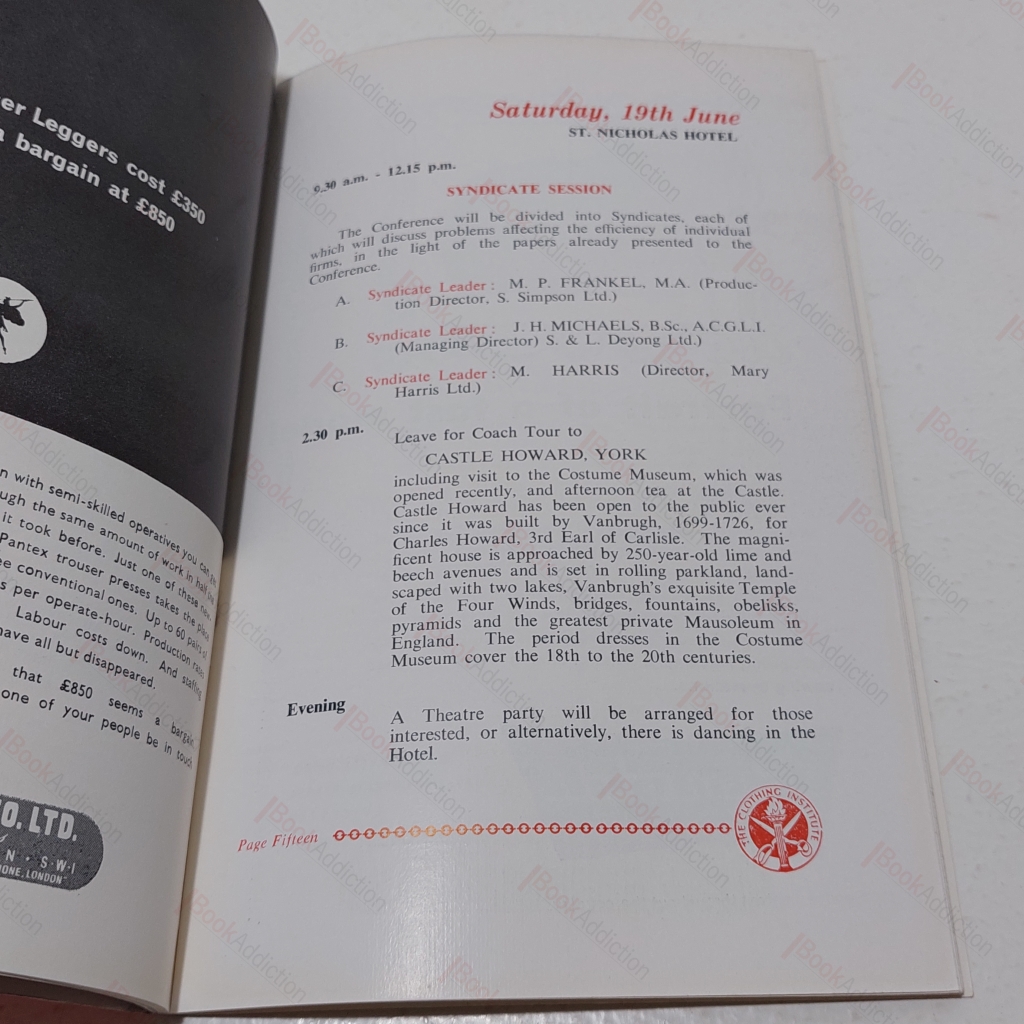 er Leggers cost £350
bargain at £850
n with semi-skilled operatives you can
ugh the same amount of work in half the
it took before. Just one of these new
Pantex trouser presses takes the place
ee conventional ones. Up to 60 pairs of
s per operate-hour. Production rates
Labour costs down. And staffing
have all but disappeared.
that £850 seems a bargain
one of your people be in touch
O. LTD.
N · S·W·1
ONE, LONDON"
Saturday, 19th June
ST. NICHOLAS HOTEL
9.30 a.m. - 12.15 p.m.
SYNDICATE SESSION
The Conference will be divided into Syndicates, each of
which will discuss problems affecting the efficiency of individual
firms, in the light of the papers already presented to the
Conference.
A. Syndicate Leader: M. P. FRANKEL, M.A. (Produc-
tion Director, S. Simpson Ltd.)
B. Syndicate Leader: J. H. MICHAELS, B.Sc., A.C.G.I.I.
(Managing Director) S. & L. Deyong Ltd.)
C. Syndicate Leader: M. HARRIS (Director, Mary
Harris Ltd.)
2.30 p.m. Leave for Coach Tour to
CASTLE HOWARD, YORK
including visit to the Costume Museum, which was
opened recently, and afternoon tea at the Castle.
Castle Howard has been open to the public ever
since it was built by Vanbrugh, 1699-1726, for
Charles Howard, 3rd Earl of Carlisle. The magni-
ficent house is approached by 250-year-old lime and
beech avenues and is set in rolling parkland, land-
scaped with two lakes, Vanbrugh's exquisite Temple
of the Four Winds, bridges, fountains, obelisks,
pyramids and the greatest private Mausoleum in
England. The period dresses in the Costume
Museum cover the 18th to the 20th centuries.
Evening A Theatre party will be arranged for those
interested, or alternatively, there is dancing in the
Hotel.
Page Fifteen
THE CLOTHING INSTITUTE
BookAddiction